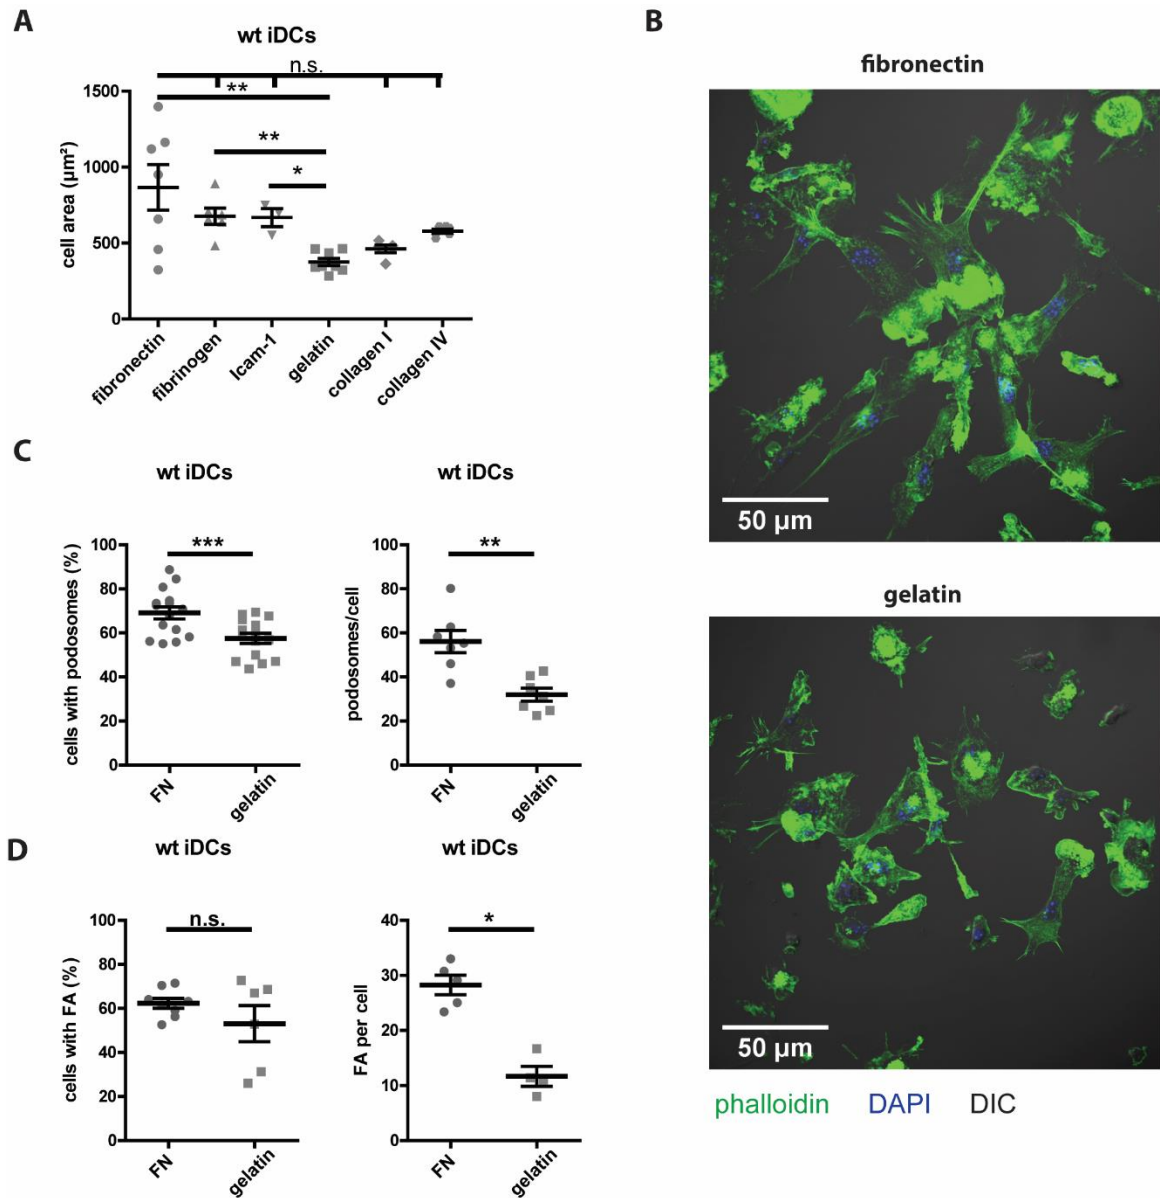 A
wt iDCs
n.s.
**
**
*
cell area (µm²)
1500
1000
500
0
fibronectin
fibrinogen
Icam-1
gelatin
collagen I
collagen IV
B
fibronectin
50 µm
gelatin
50 µm
phalloidin DAPI DIC
C
wt iDCs
***
cells with podosomes (%)
100
80
60
40
20
0
FN
gelatin
wt iDCs
**
podosomes/cell
100
80
60
40
20
0
FN
gelatin
D
wt iDCs
n.s.
cells with FA (%)
100
80
60
40
20
0
FN
gelatin
wt iDCs
*
FA per cell
40
30
20
10
0
FN
gelatin